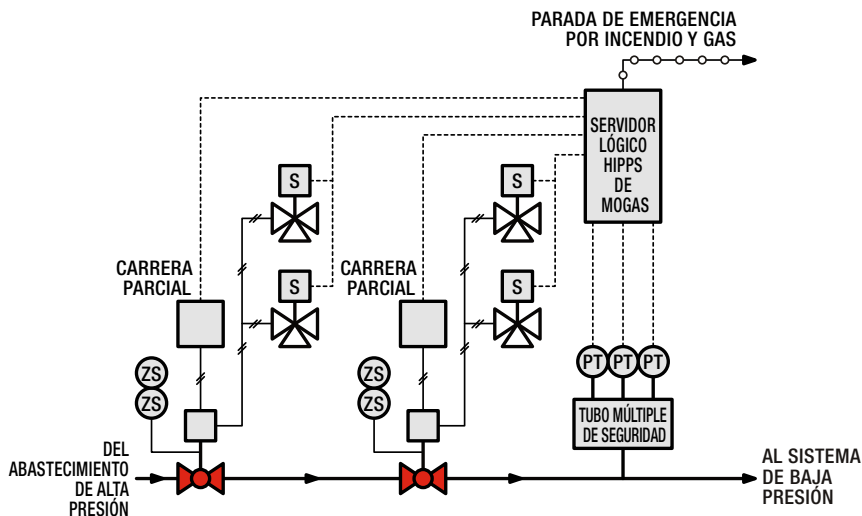 PARADA DE EMERGENCIA
POR INCENDIO Y GAS
SERVIDOR
LÓGICO
HIPPS
DE
MOGAS
S
S
CARRERA
PARCIAL
S
CARRERA
PARCIAL
S
ZS
ZS
ZS
ZS
PT
PT
PT
TUBO MÚLTIPLE
DE SEGURIDAD
DEL
ABASTECIMIENTO
DE ALTA
PRESIÓN
AL SISTEMA
DE BAJA
PRESIÓN